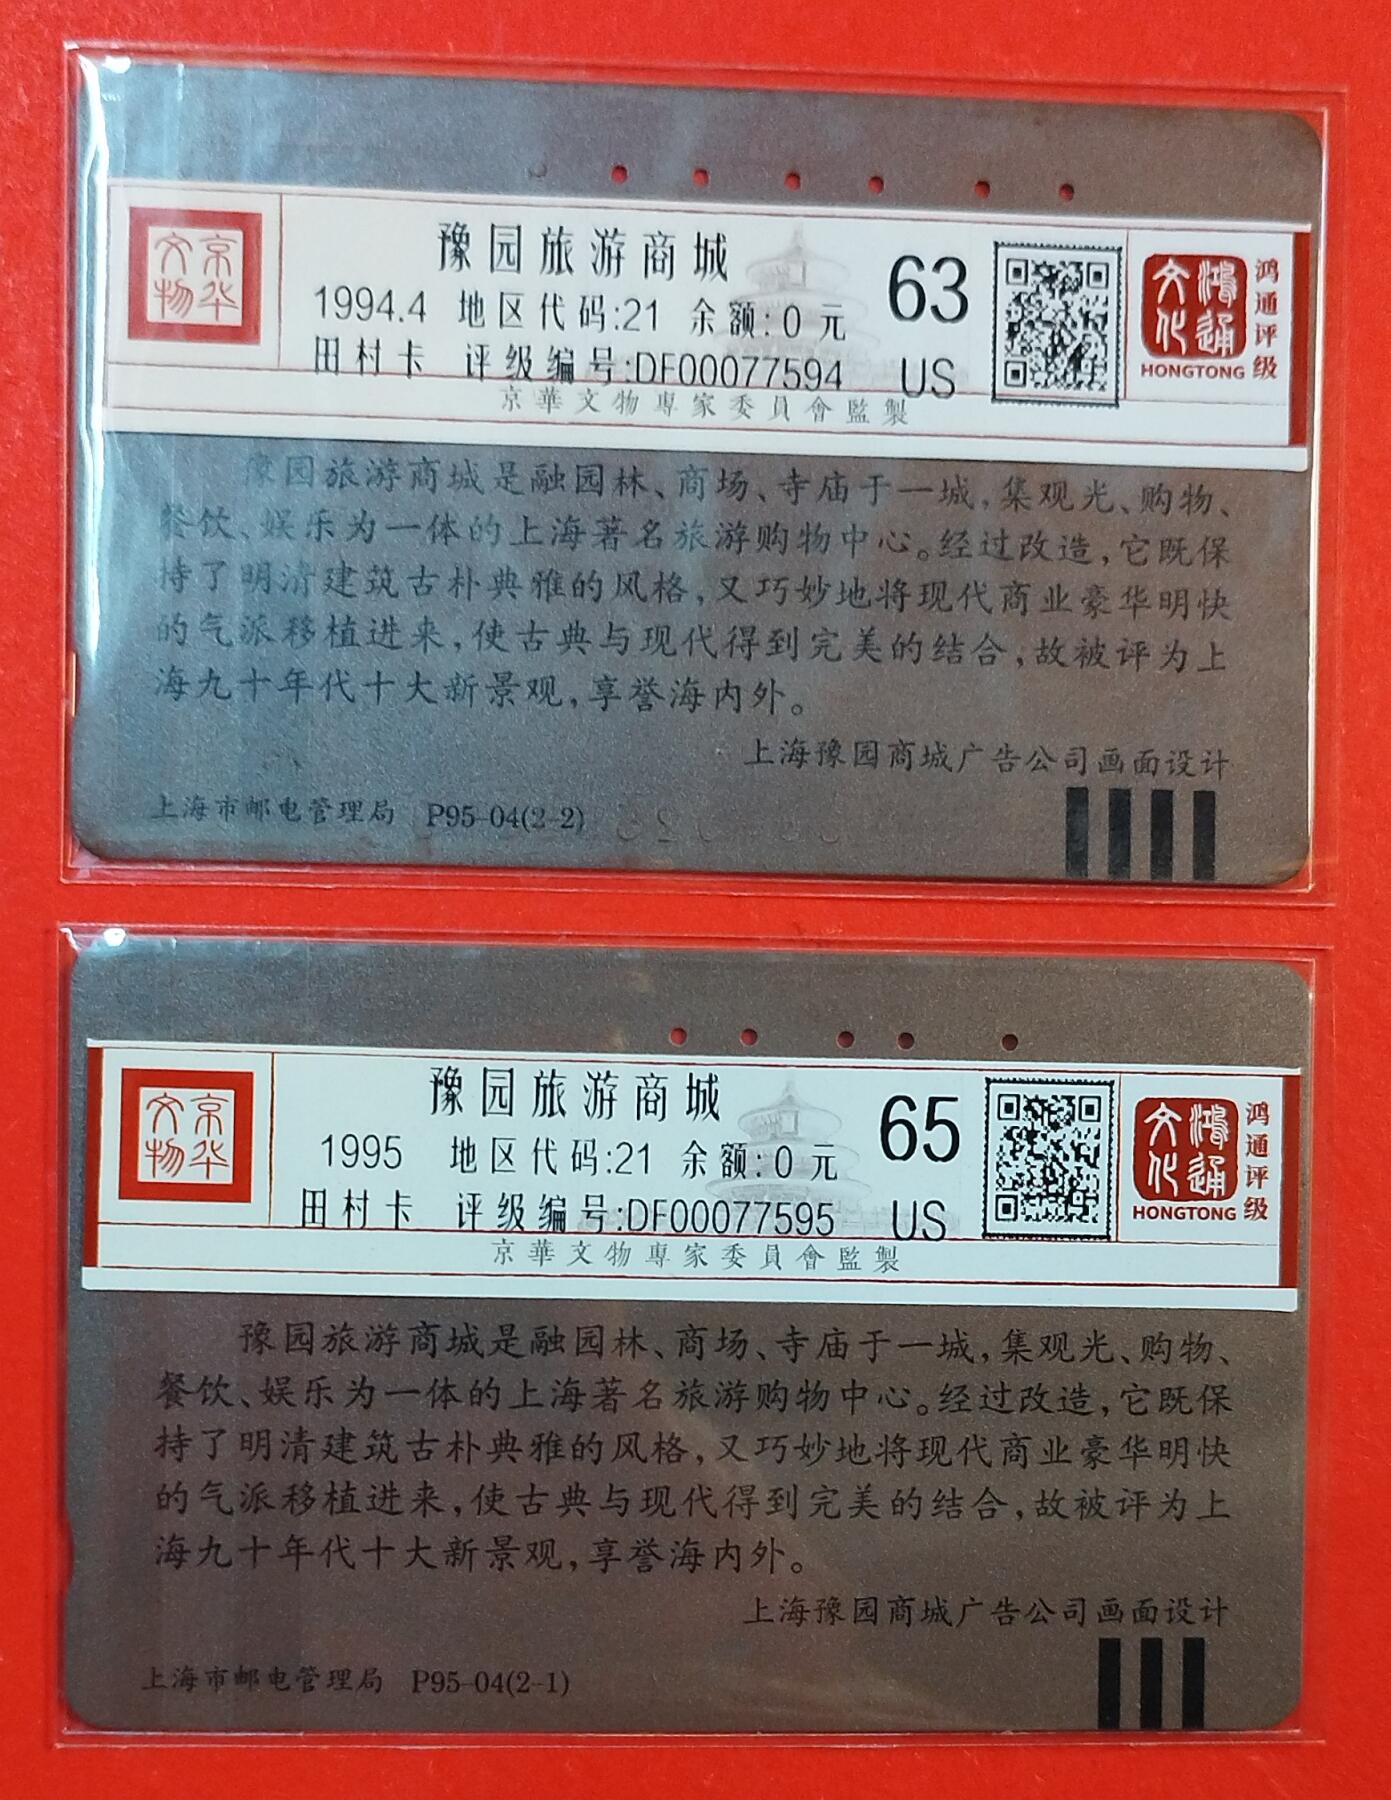 京华文物
豫园旅游商城
1994.4 地区代码:21 余额:0元
田村卡 评级编号:DF00077594
63
US
鸿通文化
HONGTONG
鸿通评级
京華文物專家委員會監製
豫园旅游商城是融园林、商场、寺庙于一城,集观光、购物、
餐饮、娱乐为一体的上海著名旅游购物中心。经过改造,它既保
持了明清建筑古朴典雅的风格,又巧妙地将现代商业豪华明快
的气派移植进来,使古典与现代得到完美的结合,故被评为上
海九十年代十大新景观,享誉海内外。
上海豫园商城广告公司画面设计
上海市邮电管理局 P95-04(2-2)
京华文物
豫园旅游商城
1995 地区代码:21 余额:0元
田村卡 评级编号:DF00077595
65
US
鸿通文化
HONGTONG
鸿通评级
京華文物專家委員會監製
豫园旅游商城是融园林、商场、寺庙于一城,集观光、购物、
餐饮、娱乐为一体的上海著名旅游购物中心。经过改造,它既保
持了明清建筑古朴典雅的风格,又巧妙地将现代商业豪华明快
的气派移植进来,使古典与现代得到完美的结合,故被评为上
海九十年代十大新景观,享誉海内外。
上海豫园商城广告公司画面设计
上海市邮电管理局 P95-04(2-1)